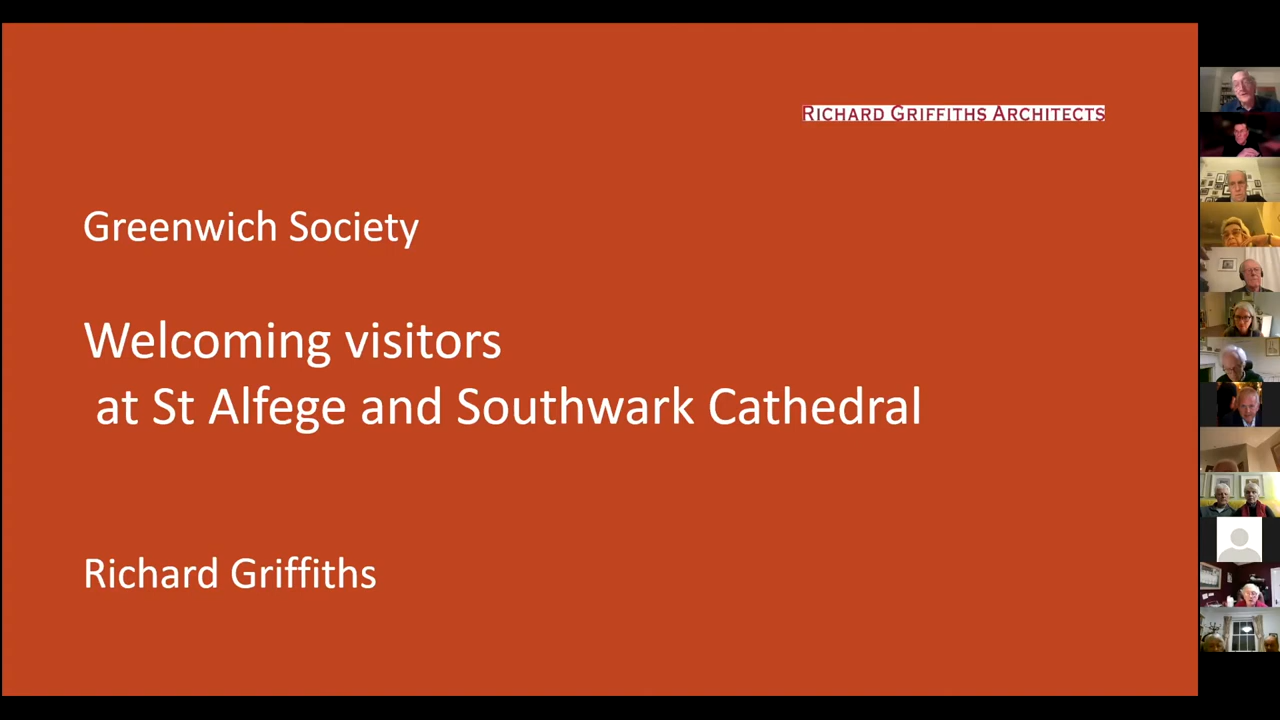 RICHARD GRIFFITHS ARCHITECTS
Greenwich Society
Welcoming visitors
at St Alfege and Southwark Cathedral
Richard Griffiths